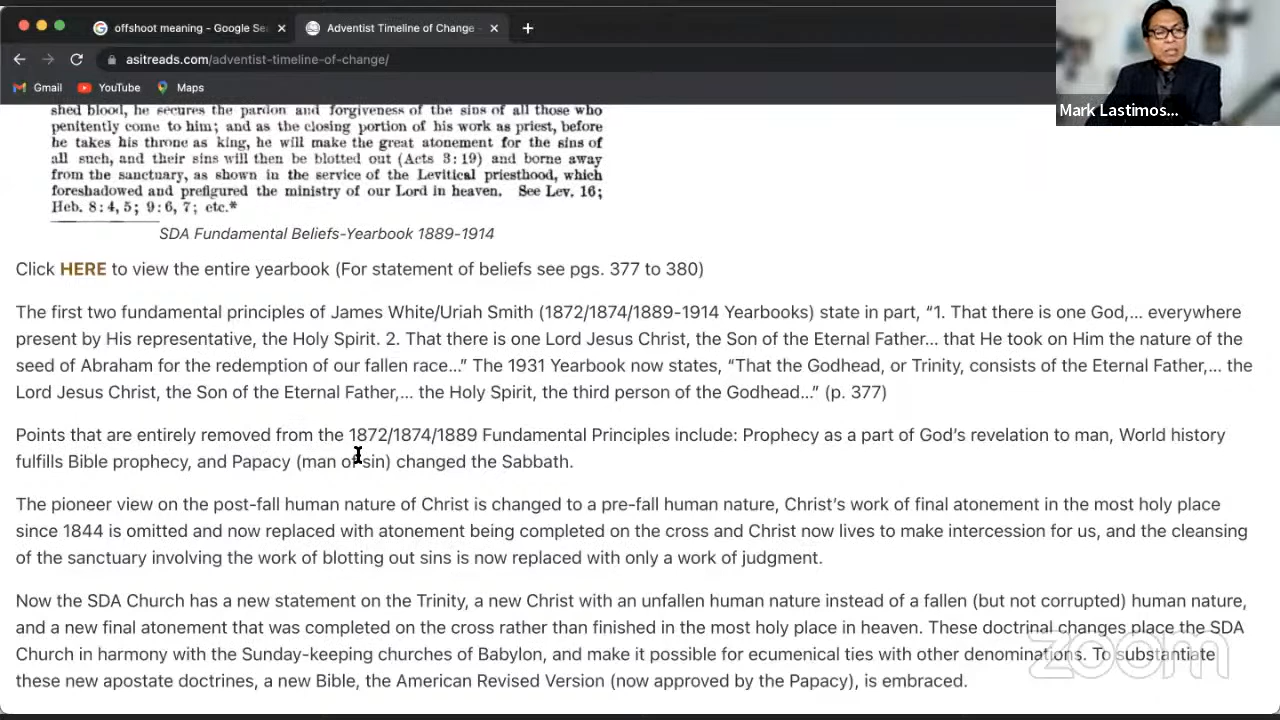 offshoot meaning - Google Se
Adventist Timeline of Change -
asitreads.com/adventist-timeline-of-change/
Gmail
YouTube
Maps
Mark Lastimos...
shed blood, he secures the pardon and forgiveness of the sins of all those who
penitently come to him; and as the closing portion of his work as priest, before
he takes his throne as king, he will make the great atonement for the sins of
all such, and their sins will then be blotted out (Acts 3:19) and borne away
from the sanctuary, as shown in the service of the Levitical priesthood, which
foreshadowed and prefigured the ministry of our Lord in heaven. See Lev. 16;
Heb. 8:4, 5; 9:6, 7; etc.*
SDA Fundamental Beliefs-Yearbook 1889-1914
Click HERE to view the entire yearbook (For statement of beliefs see pgs. 377 to 380)
The first two fundamental principles of James White/Uriah Smith (1872/1874/1889-1914 Yearbooks) state in part, “1. That there is one God,... everywhere
present by His representative, the Holy Spirit. 2. That there is one Lord Jesus Christ, the Son of the Eternal Father... that He took on Him the nature of the
seed of Abraham for the redemption of our fallen race...” The 1931 Yearbook now states, “That the Godhead, or Trinity, consists of the Eternal Father,... the
Lord Jesus Christ, the Son of the Eternal Father,... the Holy Spirit, the third person of the Godhead...” (p. 377)
Points that are entirely removed from the 1872/1874/1889 Fundamental Principles include: Prophecy as a part of God’s revelation to man, World history
fulfills Bible prophecy, and Papacy (man of sin) changed the Sabbath.
The pioneer view on the post-fall human nature of Christ is changed to a pre-fall human nature, Christ’s work of final atonement in the most holy place
since 1844 is omitted and now replaced with atonement being completed on the cross and Christ now lives to make intercession for us, and the cleansing
of the sanctuary involving the work of blotting out sins is now replaced with only a work of judgment.
Now the SDA Church has a new statement on the Trinity, a new Christ with an unfallen human nature instead of a fallen (but not corrupted) human nature,
and a new final atonement that was completed on the cross rather than finished in the most holy place in heaven. These doctrinal changes place the SDA
Church in harmony with the Sunday-keeping churches of Babylon, and make it possible for ecumenical ties with other denominations. To substantiate
these new apostate doctrines, a new Bible, the American Revised Version (now approved by the Papacy), is embraced.
zoom